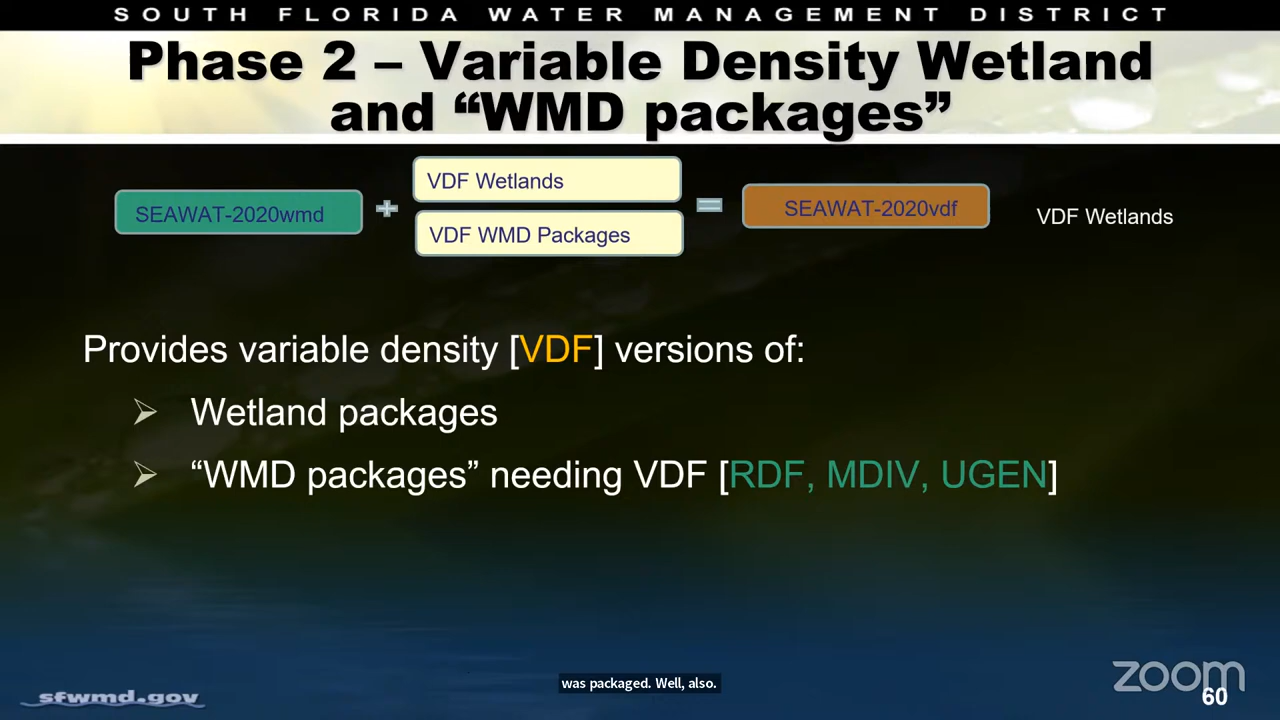 SOUTH FLORIDA WATER MANAGEMENT DISTRICT
Phase 2 – Variable Density Wetland
and “WMD packages”
SEAWAT-2020wmd
VDF Wetlands
VDF WMD Packages
SEAWAT-2020vdf
VDF Wetlands
Provides variable density [VDF] versions of:
Wetland packages
“WMD packages” needing VDF [RDF, MDIV, UGEN]
was packaged. Well, also.
sfwmd.gov
zoom
60